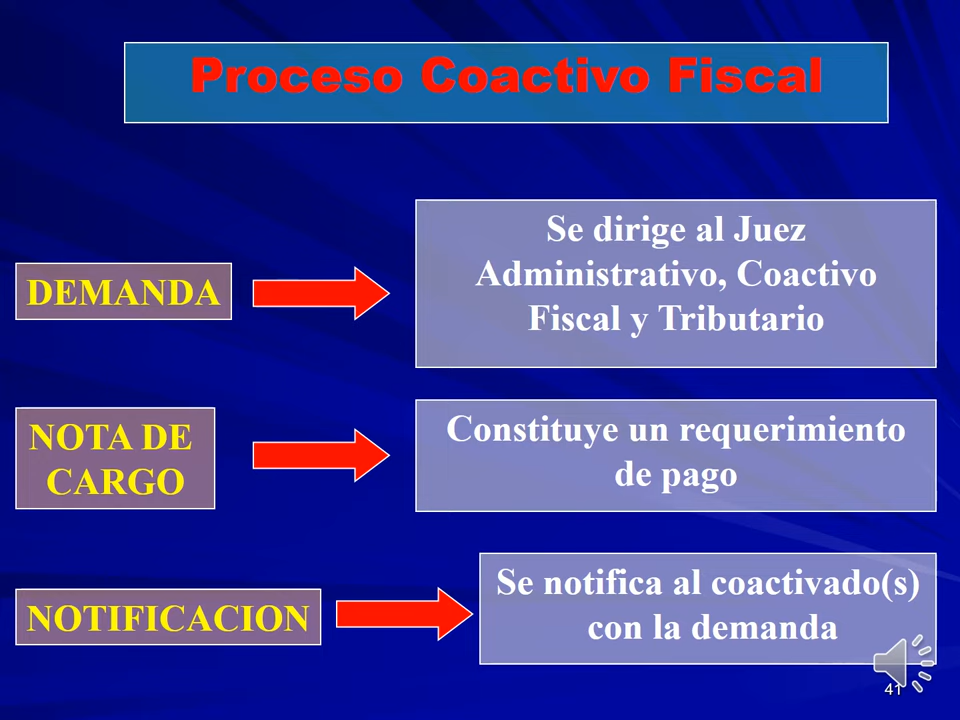 Proceso Coactivo Fiscal
DEMANDA
Se dirige al Juez
Administrativo, Coactivo
Fiscal y Tributario
NOTA DE
CARGO
Constituye un requerimiento
de pago
NOTIFICACION
Se notifica al coactivado(s)
con la demanda
41